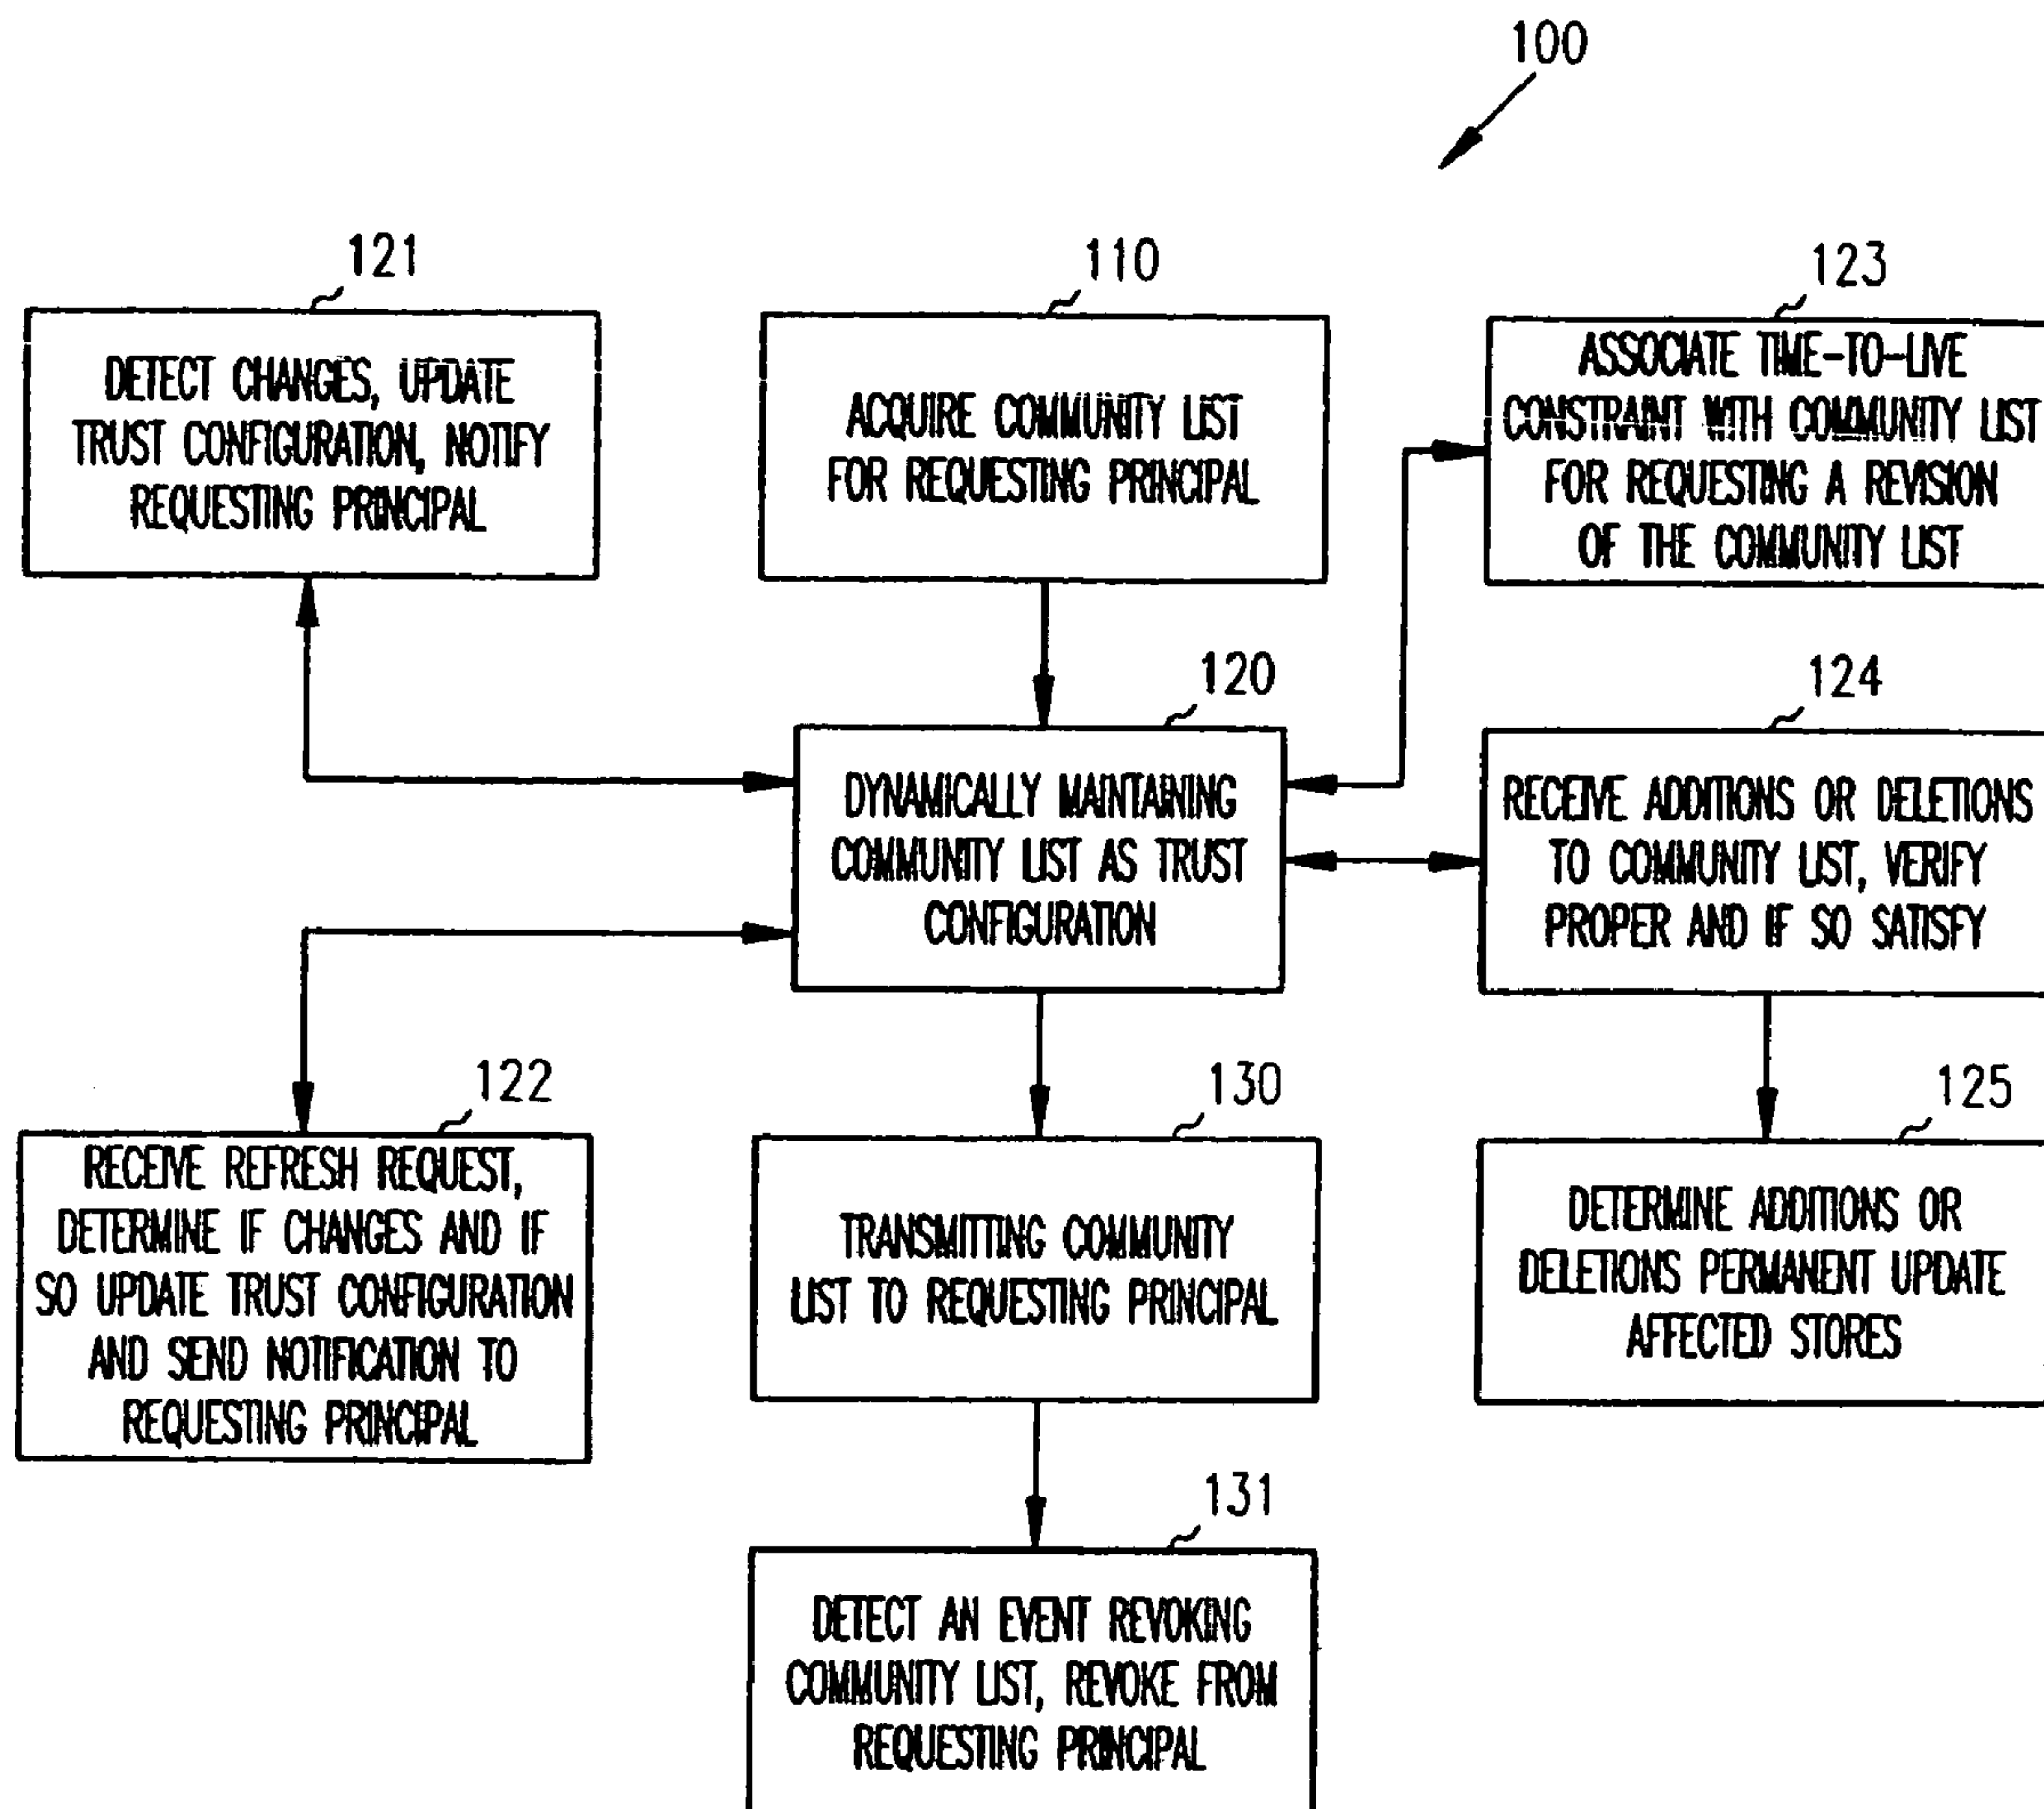 100
121
DETECT CHANGES, UPDATE
TRUST CONFIGURATION, NOTIFY
REQUESTING PRINCIPAL
110
ACQUIRE COMMUNITY LIST
FOR REQUESTING PRINCIPAL
123
ASSOCIATE TIME-TO-LIVE
CONSTRAINT WITH COMMUNITY LIST
FOR REQUESTING A REVISION
OF THE COMMUNITY LIST
120
DYNAMICALLY MAINTAINING
COMMUNITY LIST AS TRUST
CONFIGURATION
124
RECEIVE ADDITIONS OR DELETIONS
TO COMMUNITY LIST, VERIFY
PROPER AND IF SO SATISFY
122
RECEIVE REFRESH REQUEST,
DETERMINE IF CHANGES AND IF
SO UPDATE TRUST CONFIGURATION
AND SEND NOTIFICATION TO
REQUESTING PRINCIPAL
130
TRANSMITTING COMMUNITY
LIST TO REQUESTING PRINCIPAL
125
DETERMINE ADDITIONS OR
DELETIONS PERMANENT UPDATE
AFFECTED STORES
131
DETECT AN EVENT REVOKING
COMMUNITY LIST, REVOKE FROM
REQUESTING PRINCIPAL